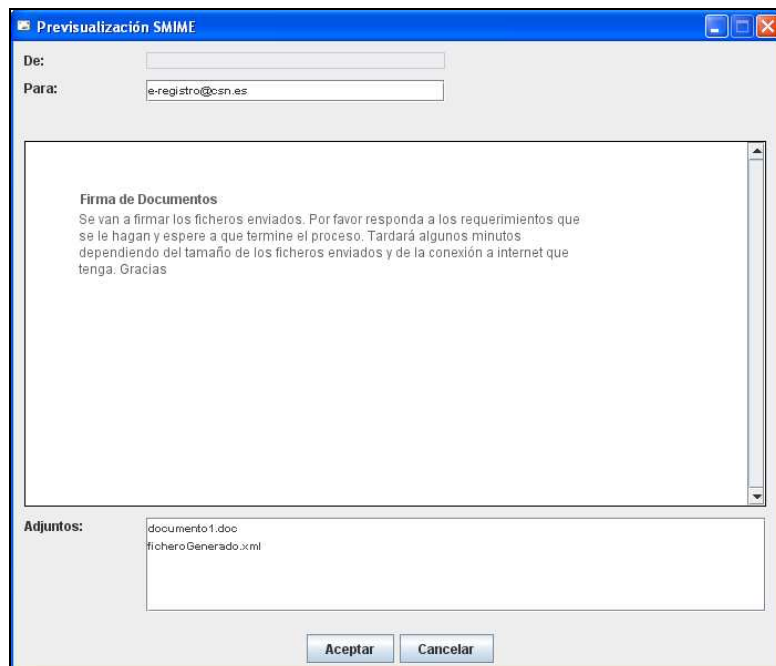 Previsualización SMIME
De:
Para: e-registro@csn.es
Firma de Documentos
Se van a firmar los ficheros enviados. Por favor responda a los requerimientos que
se le hagan y espere a que termine el proceso. Tardará algunos minutos
dependiendo del tamaño de los ficheros enviados y de la conexión a internet que
tenga. Gracias
Adjuntos: documento1.doc
ficheroGenerado.xml
Aceptar Cancelar